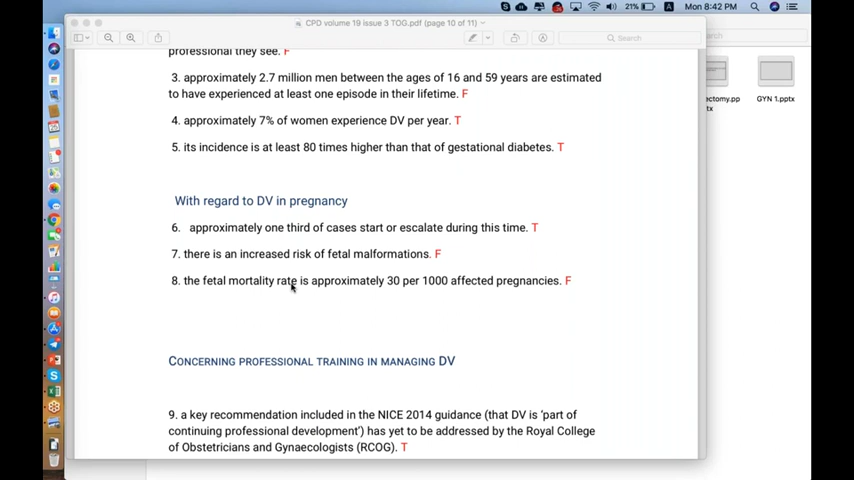 21%
Mon 8:42 PM
CPD volume 19 issue 3 TOG.pdf (page 10 of 11)
Search
professional they see. F
3. approximately 2.7 million men between the ages of 16 and 59 years are estimated
to have experienced at least one episode in their lifetime. F
4. approximately 7% of women experience DV per year. T
5. its incidence is at least 80 times higher than that of gestational diabetes. T
With regard to DV in pregnancy
6. approximately one third of cases start or escalate during this time. T
7. there is an increased risk of fetal malformations. F
8. the fetal mortality rate is approximately 30 per 1000 affected pregnancies. F
CONCERNING PROFESSIONAL TRAINING IN MANAGING DV
9. a key recommendation included in the NICE 2014 guidance (that DV is 'part of
continuing professional development') has yet to be addressed by the Royal College
of Obstetricians and Gynaecologists (RCOG). T
ectomy.pp
tx
GYN 1.pptx